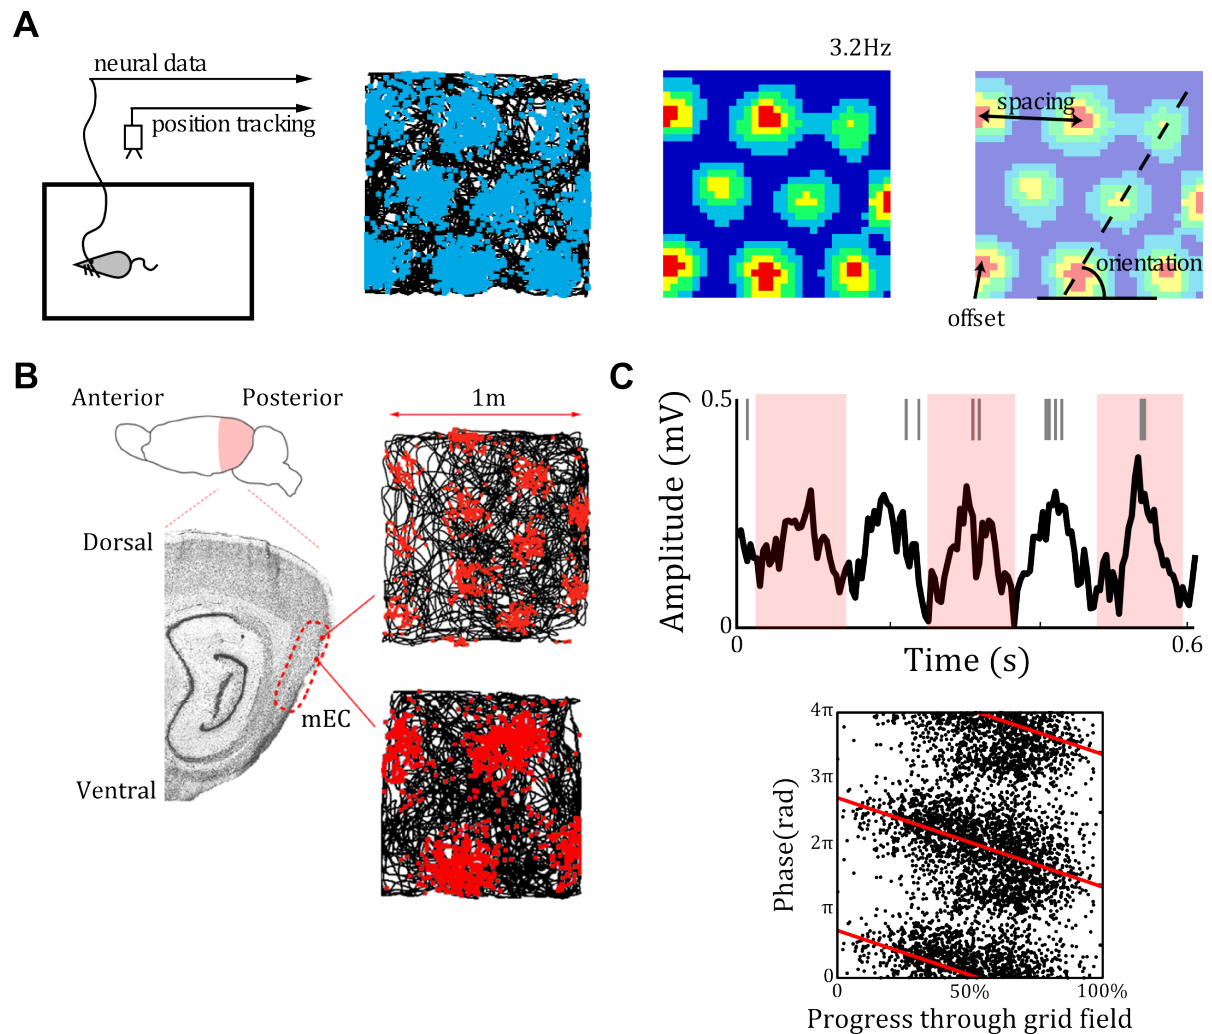 A
neural data
position tracking
3.2Hz
spacing
orientation
offset
B
Anterior
Posterior
1m
Dorsal
mEC
Ventral
C
0.5
Amplitude (mV)
0
0
0.6
Time (s)
4π
3π
2π
π
0
Phase(rad)
0
50%
100%
Progress through grid field